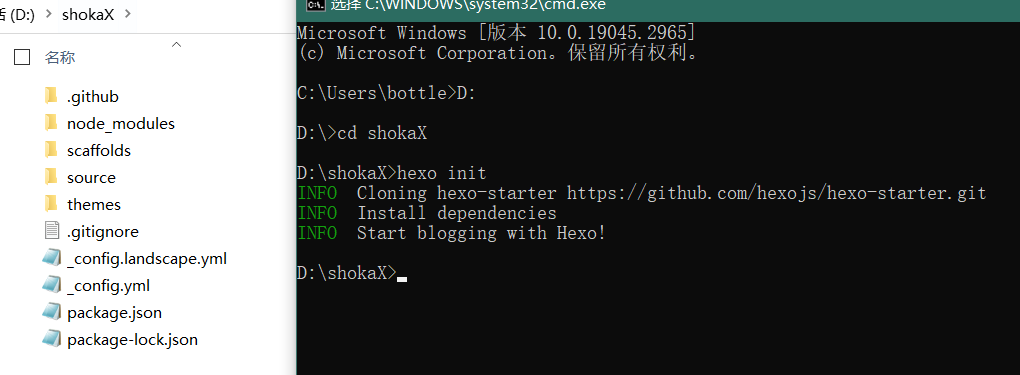 (D:) > shokaX >
名称
.github
node_modules
scaffolds
source
themes
.gitignore
_config.landscape.yml
_config.yml
package.json
package-lock.json
选择 C:\WINDOWS\system32\cmd.exe
Microsoft Windows [版本 10.0.19045.2965]
(c) Microsoft Corporation。保留所有权利。
C:\Users\bottle>D:
D:\>cd shokaX
D:\shokaX>hexo init
INFO  Cloning hexo-starter https://github.com/hexojs/hexo-starter.git
INFO  Install dependencies
INFO  Start blogging with Hexo!
D:\shokaX>